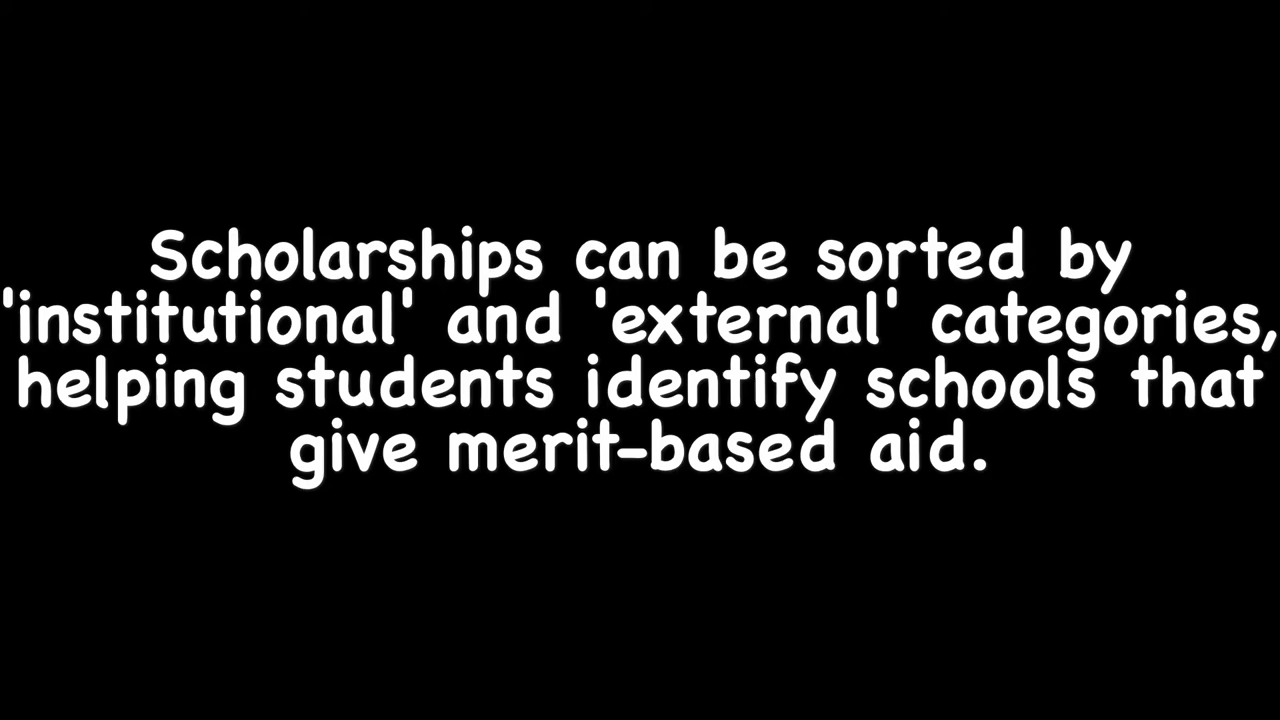 Scholarships can be sorted by
'institutional' and 'external' categories,
helping students identify schools that
give merit-based aid.